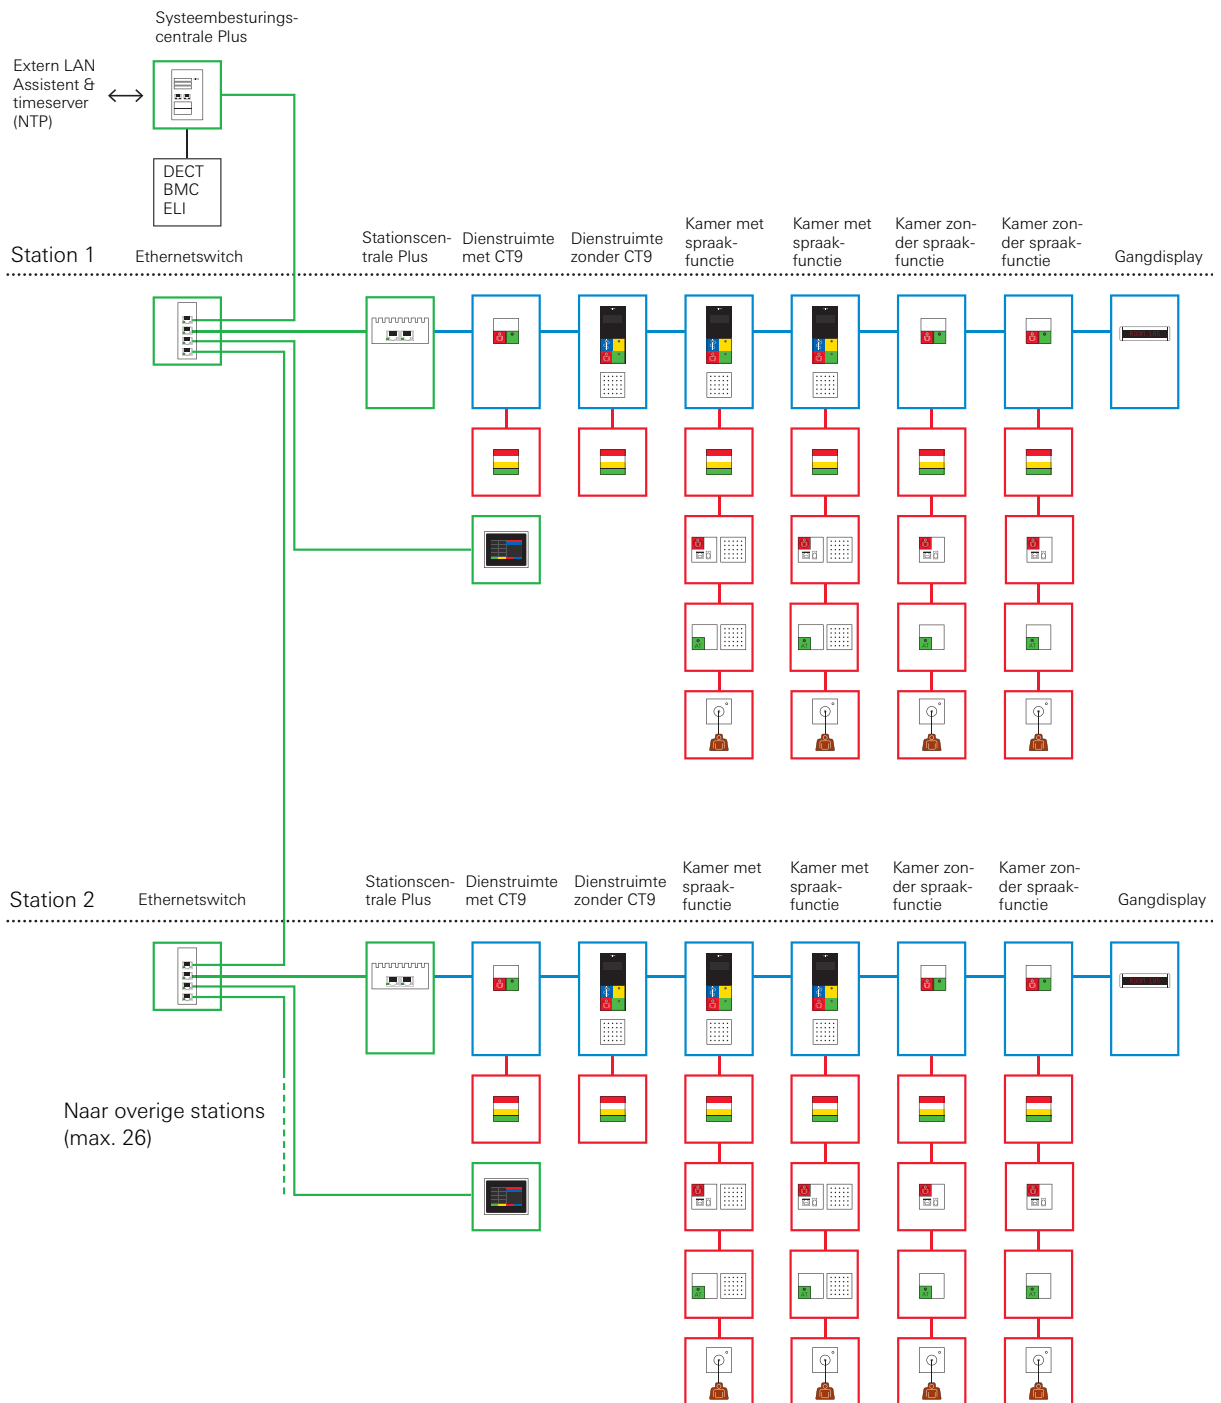 Systeembesturings-
centrale Plus
Extern LAN
Assistent &
timeserver
(NTP)
DECT
BMC
ELI
Station 1
Ethernetswitch
Stationscen-
trale Plus
Dienstruimte
met CT9
Dienstruimte
zonder CT9
Kamer met
spraak-
functie
Kamer met
spraak-
functie
Kamer zon-
der spraak-
functie
Kamer zon-
der spraak-
functie
Gangdisplay
Station 2
Ethernetswitch
Stationscen-
trale Plus
Dienstruimte
met CT9
Dienstruimte
zonder CT9
Kamer met
spraak-
functie
Kamer met
spraak-
functie
Kamer zon-
der spraak-
functie
Kamer zon-
der spraak-
functie
Gangdisplay
Naar overige stations
(max. 26)